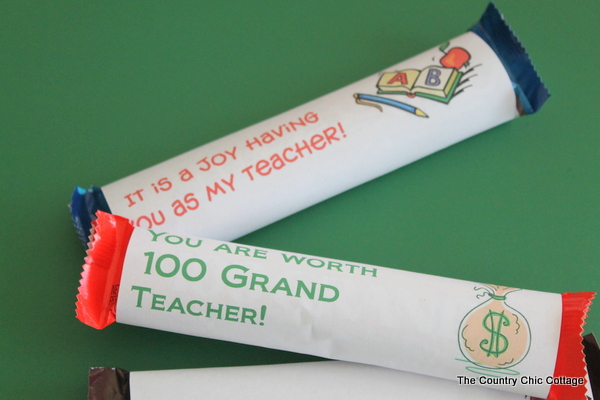 IT IS A JOY HAVING
YOU AS MY TEACHER!
A B
YOU ARE WORTH
100 GRAND
TEACHER!
$
The Country Chic Cottage